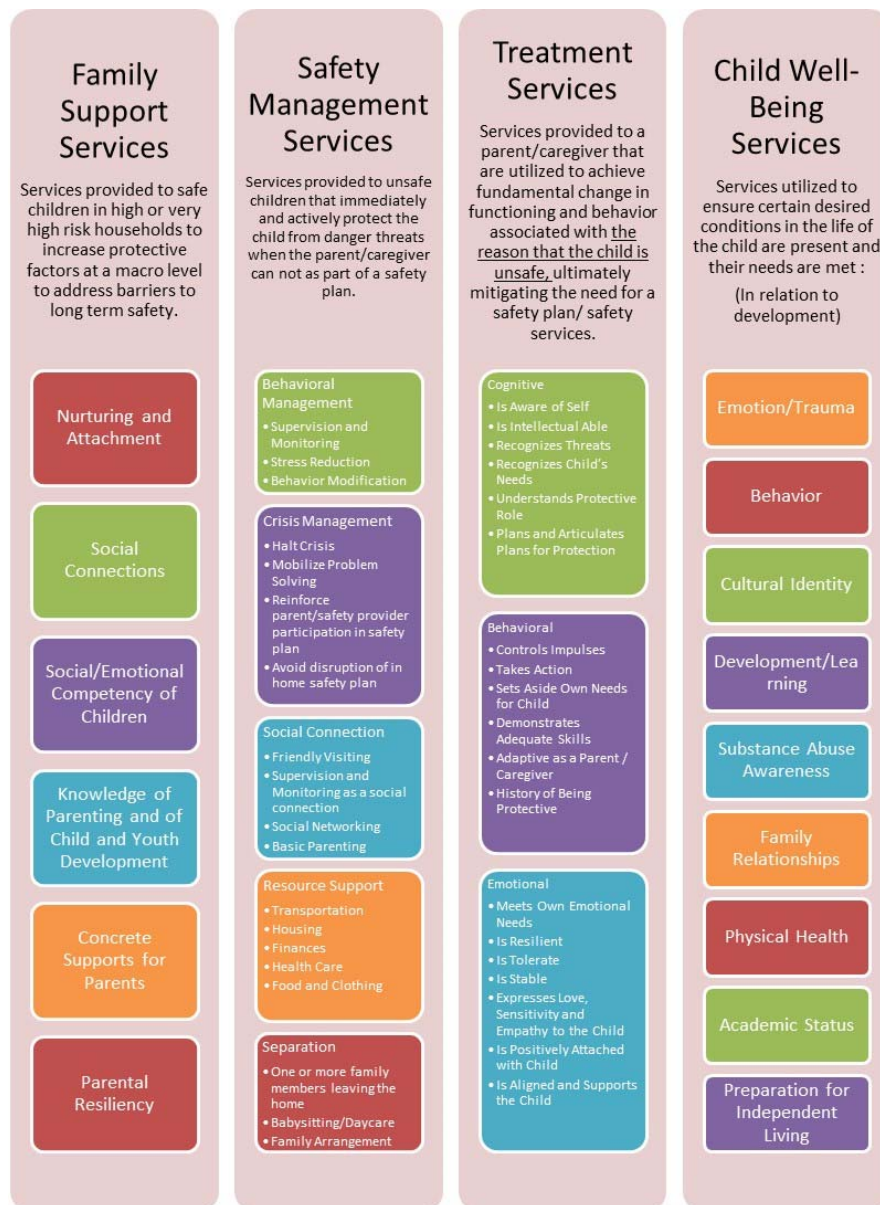 Family
Support
Services
Services provided to safe
children in high or very
high risk households to
increase protective
factors at a macro level
to address barriers to
long term safety.
Nurturing and
Attachment
Social
Connections
Social/Emotional
Competency of
Children
Knowledge of
Parenting and of
Child and Youth
Development
Concrete
Supports for
Parents
Parental
Resiliency
Safety
Management
Services
Services provided to unsafe
children that immediately
and actively protect the
child from danger threats
when the parent/caregiver
can not as part of a safety
plan.
Behavioral
Management
• Supervision and
Monitoring
• Stress Reduction
• Behavior Modification
Crisis Management
• Halt Crisis
• Mobilize Problem
Solving
• Reinforce
parent/safety provider
participation in safety
plan
• Avoid disruption of in
home safety plan
Social Connection
• Friendly Visiting
• Supervision and
Monitoring as a social
connection
• Social Networking
• Basic Parenting
Resource Support
• Transportation
• Housing
• Finances
• Health Care
• Food and Clothing
Separation
• One or more family
members leaving the
home
• Babysitting/Daycare
• Family Arrangement
Treatment
Services
Services provided to a
parent/caregiver that
are utilized to achieve
fundamental change in
functioning and behavior
associated with the
reason that the child is
unsafe, ultimately
mitigating the need for a
safety plan/ safety
services.
Cognitive
• Is Aware of Self
• Is Intellectual Able
• Recognizes Threats
• Recognizes Child's
Needs
• Understands Protective
Role
• Plans and Articulates
Plans for Protection
Behavioral
• Controls Impulses
• Takes Action
• Sets Aside Own Needs
for Child
• Demonstrates
Adequate Skills
• Adaptive as a Parent /
Caregiver
• History of Being
Protective
Emotional
• Meets Own Emotional
Needs
• Is Resilient
• Is Tolerate
• Is Stable
• Expresses Love,
Sensitivity and
Empathy to the Child
• Is Positively Attached
with Child
• Is Aligned and Supports
the Child
Child Well-
Being
Services
Services utilized to
ensure certain desired
conditions in the life of
the child are present and
their needs are met :
(In relation to
development)
Emotion/Trauma
Behavior
Cultural Identity
Development/Lea
rning
Substance Abuse
Awareness
Family
Relationships
Physical Health
Academic Status
Preparation for
Independent
Living